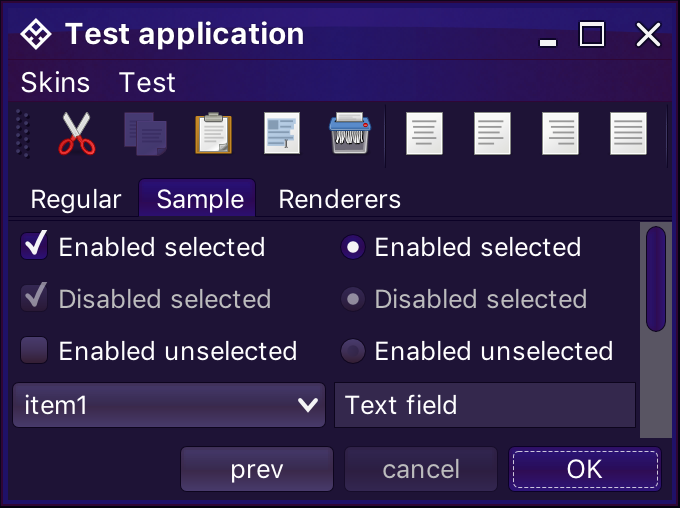 Test application
Skins Test
Regular Sample Renderers
Enabled selected Enabled selected
Disabled selected Disabled selected
Enabled unselected Enabled unselected
item1 Text field
prev cancel OK